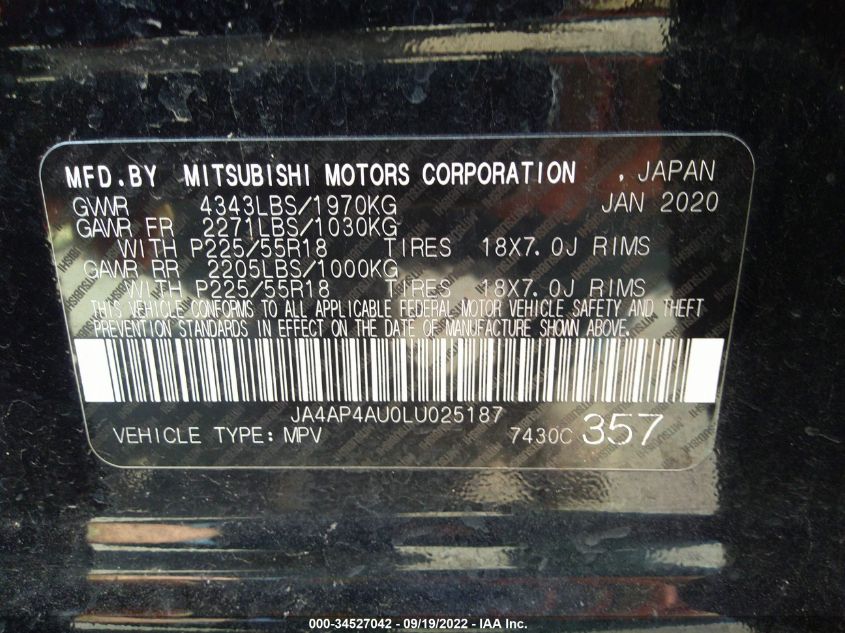 MFD.BY MITSUBISHI MOTORS CORPORATION , JAPAN
GVWR 4343LBS/1970KG JAN 2020
GAWR FR 2271LBS/1030KG
WITH P225/55R18 TIRES 18X7.0J RIMS
GAWR RR 2205LBS/1000KG
WITH P225/55R18 TIRES 18X7.0J RIMS
THIS VEHICLE CONFORMS TO ALL APPLICABLE FEDERAL MOTOR VEHICLE SAFETY AND THEFT
PREVENTION STANDARDS IN EFFECT ON THE DATE OF MANUFACTURE SHOWN ABOVE.
JA4AP4AU0LU025187
VEHICLE TYPE:MPV 7430C 357
000-34527042 - 09/19/2022 - IAA Inc.